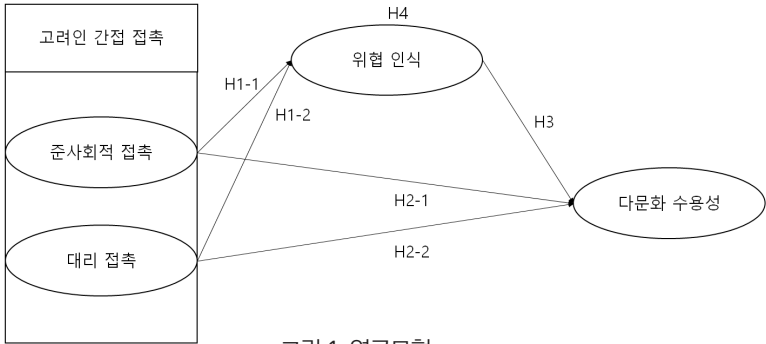 H4
고려인 간접 접촉
위협 인식
H1-1
H1-2
H3
준사회적 접촉
H2-1
다문화 수용성
H2-2
대리 접촉